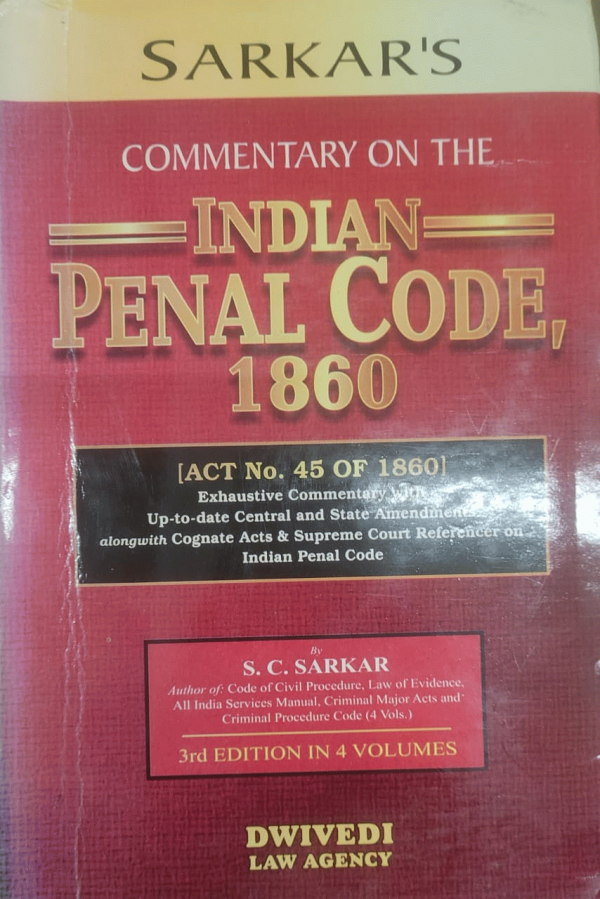 SARKAR'S
COMMENTARY ON THE
INDIAN
PENAL CODE,
1860
[ACT No. 45 OF 1860]
Exhaustive Commentary with
Up-to-date Central and State Amendments
alongwith Cognate Acts & Supreme Court Referencer on
Indian Penal Code
By
S. C. SARKAR
Author of: Code of Civil Procedure, Law of Evidence,
All India Services Manual, Criminal Major Acts and
Criminal Procedure Code (4 Vols.)
3rd EDITION IN 4 VOLUMES
DWIVEDI
LAW AGENCY